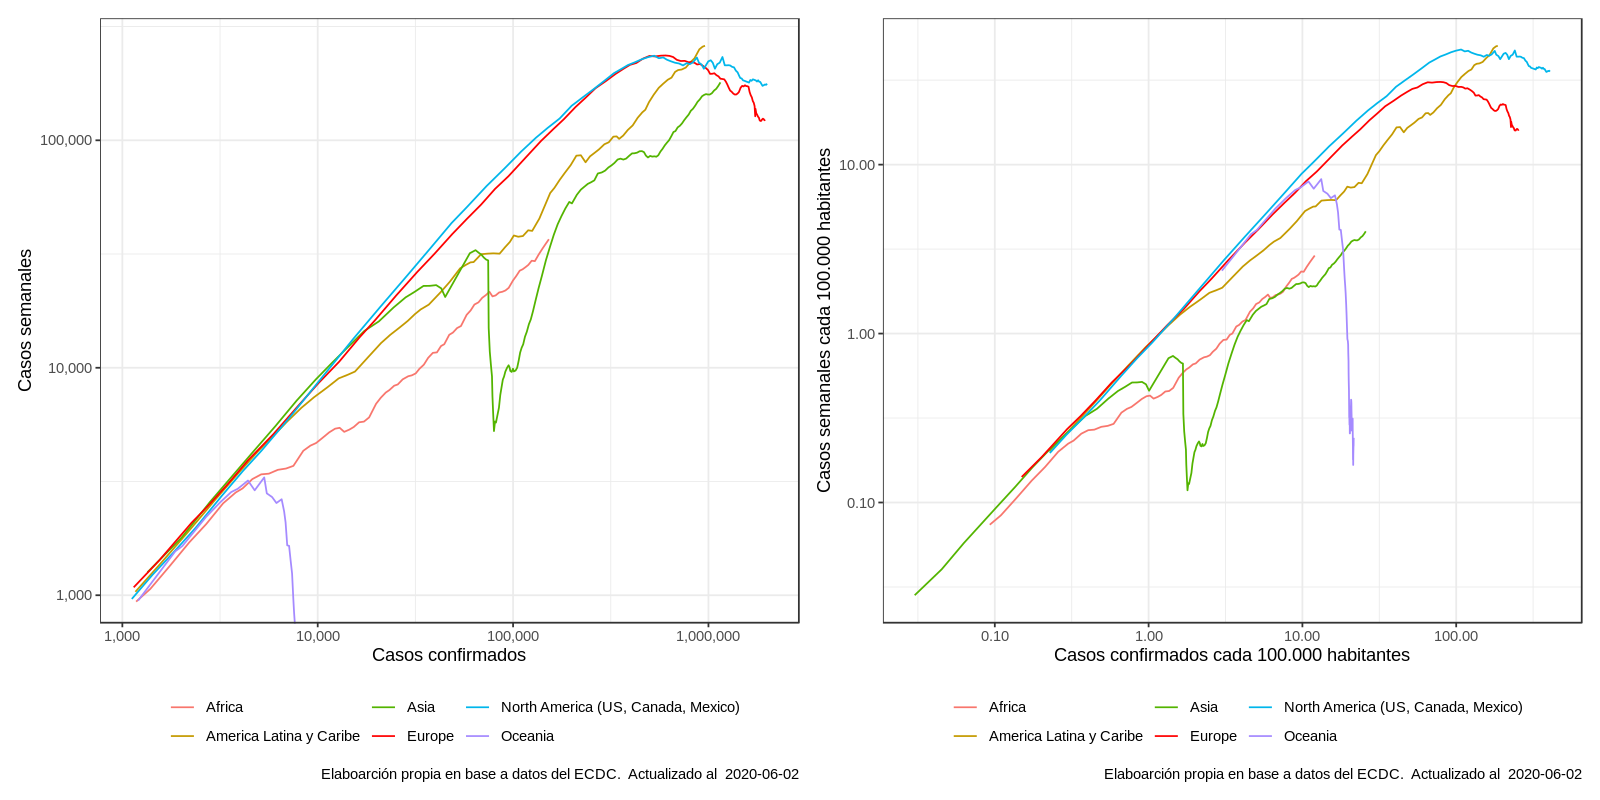 Casos semanales
100,000
10,000
1,000
1,000
10,000
100,000
1,000,000
Casos confirmados
Africa
Asia
North America (US, Canada, Mexico)
America Latina y Caribe
Europe
Oceania
Elaboarción propia en base a datos del ECDC.  Actualizado al  2020-06-02
Casos semanales cada 100.000 habitantes
10.00
1.00
0.10
0.10
1.00
10.00
100.00
Casos confirmados cada 100.000 habitantes
Africa
Asia
North America (US, Canada, Mexico)
America Latina y Caribe
Europe
Oceania
Elaboarción propia en base a datos del ECDC.  Actualizado al  2020-06-02